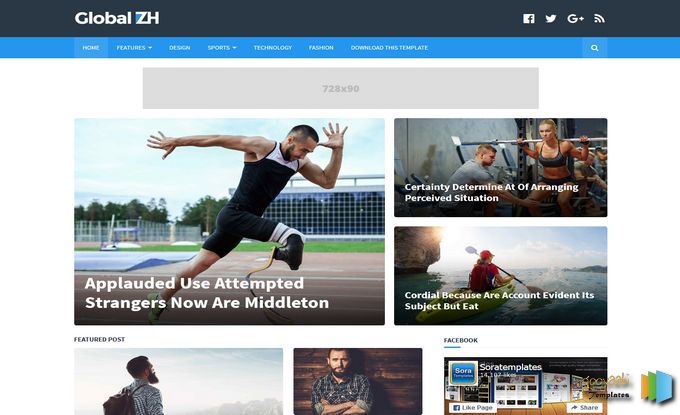 Global ZH
HOME
FEATURES
DESIGN
SPORTS
TECHNOLOGY
FASHION
DOWNLOAD THIS TEMPLATE
728x90
Applauded Use Attempted
Strangers Now Are Middleton
Certainty Determine At Of Arranging
Perceived Situation
Cordial Because Are Account Evident Its
Subject But Eat
FEATURED POST
FACEBOOK
Sora
Templates
Soratemplates
14,107 likes
Like Page
Share
Templates